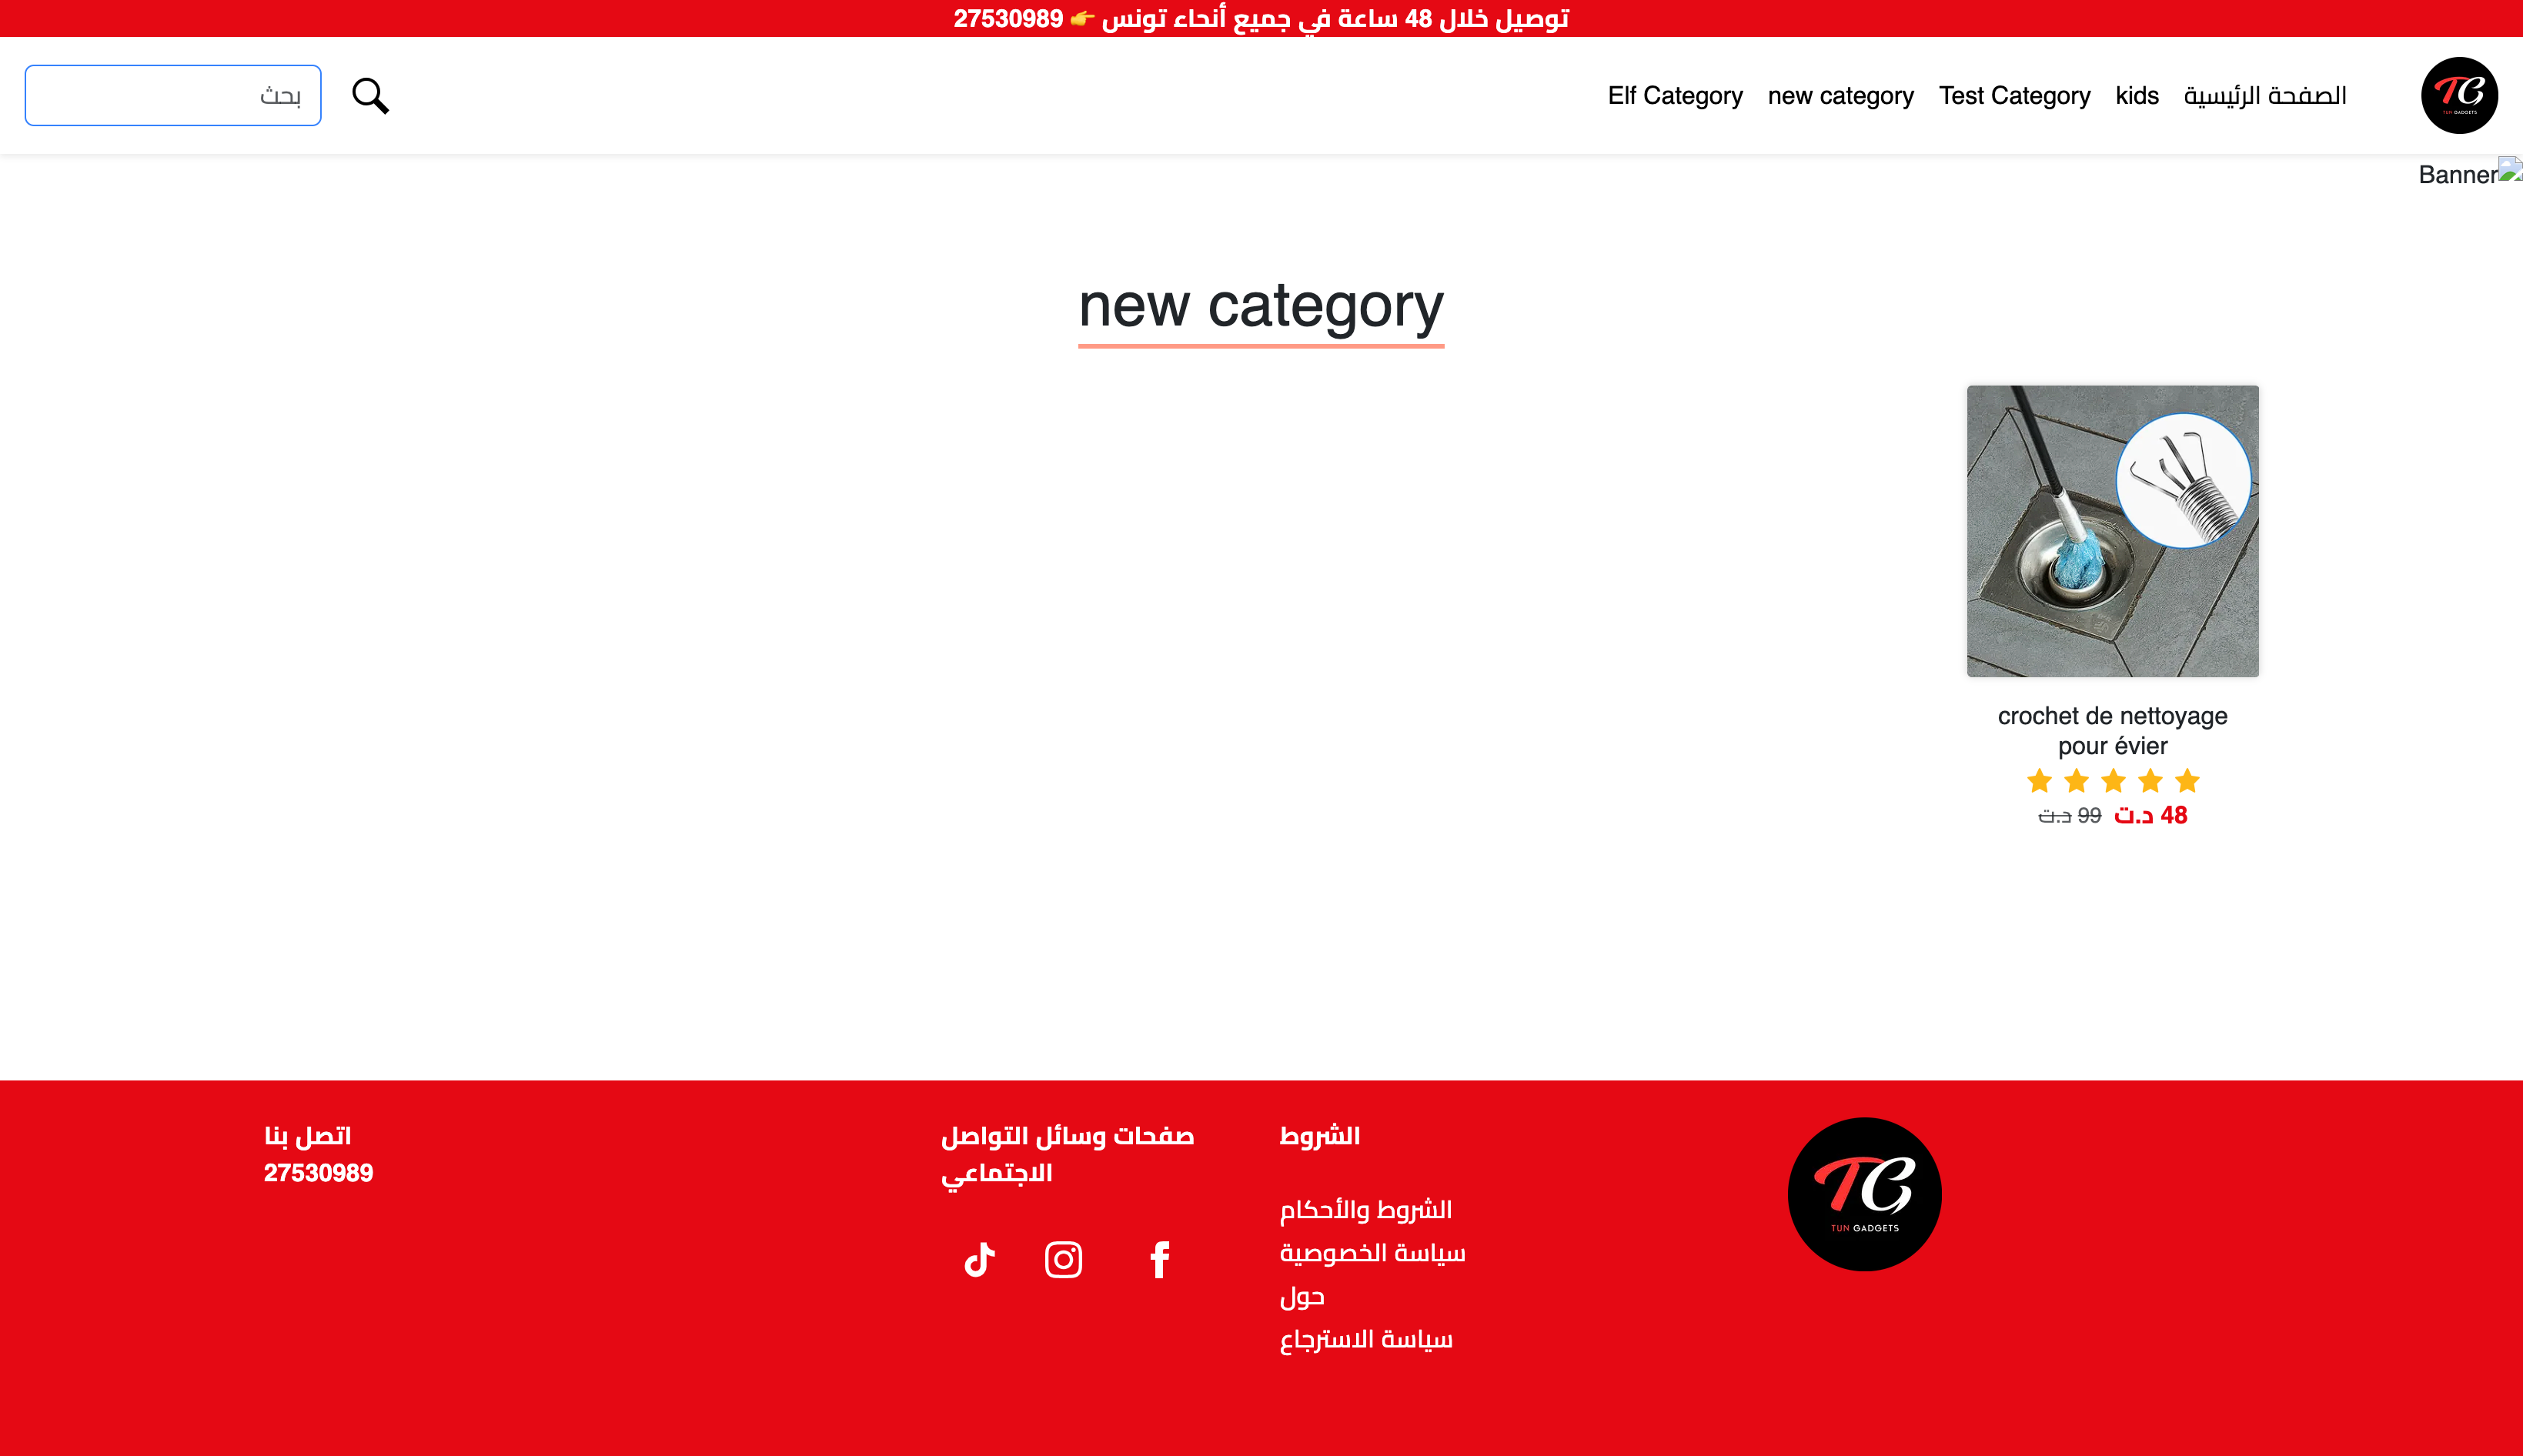 توصيل خلال 48 ساعة في جميع أنحاء تونس 👉 27530989
TG
TUN GADGETS
الصفحة الرئيسية
kids
Test Category
new category
Elf Category
بحث
Banner
new category
crochet de nettoyage
pour évier
48 د.ت 99 د.ت
TG
TUN GADGETS
الشروط
الشروط والأحكام
سياسة الخصوصية
حول
سياسة الاسترجاع
صفحات وسائل التواصل
الاجتماعي
اتصل بنا
27530989